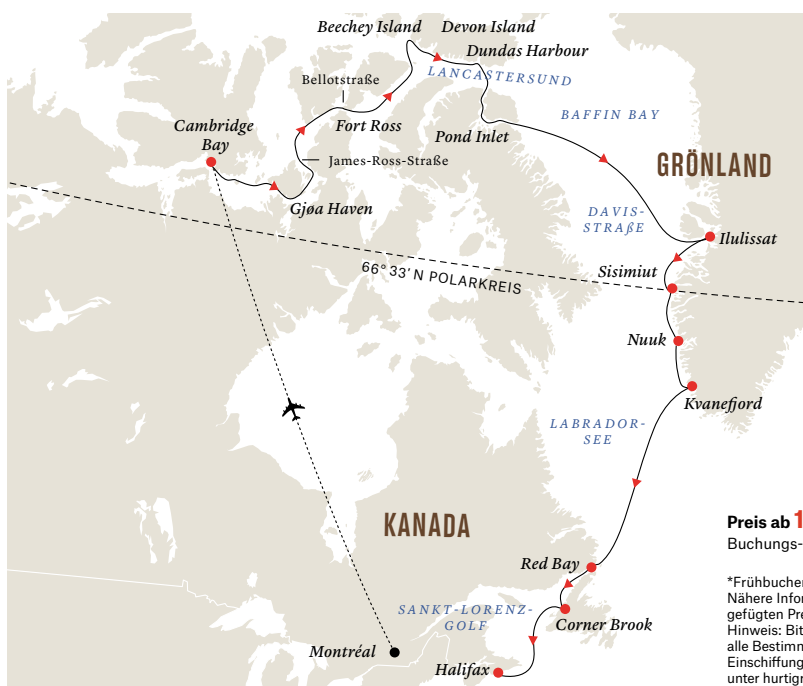 Beechey Island
Devon Island
Dundas Harbour
LANCASTERSUND
Bellotstraße
BAFFIN BAY
Cambridge
Bay
Fort Ross
Pond Inlet
James-Ross-Straße
GRÖNLAND
Gjøa Haven
DAVIS-
STRAßE
Ilulissat
66° 33' N POLARKREIS
Sisimiut
Nuuk
Kvanefjord
LABRADOR-
SEE
KANADA
Preis ab 1
Buchungs-
Red Bay
*Frühbucher
Nähere Infor
gefügten Pre
Hinweis: Bit
alle Bestimm
Einschiffung
unter hurtigr
SANKT-LORENZ-
GOLF
Corner Brook
Montréal
Halifax